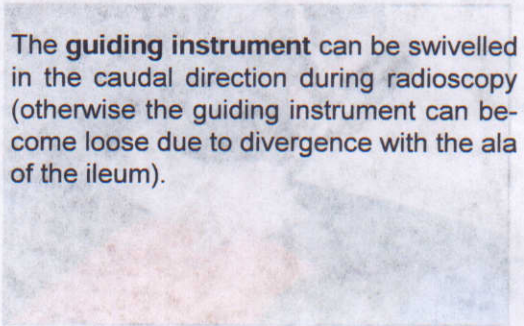 The guiding instrument can be swivelled
in the caudal direction during radioscopy
(otherwise the guiding instrument can be-
come loose due to divergence with the ala
of the ileum).